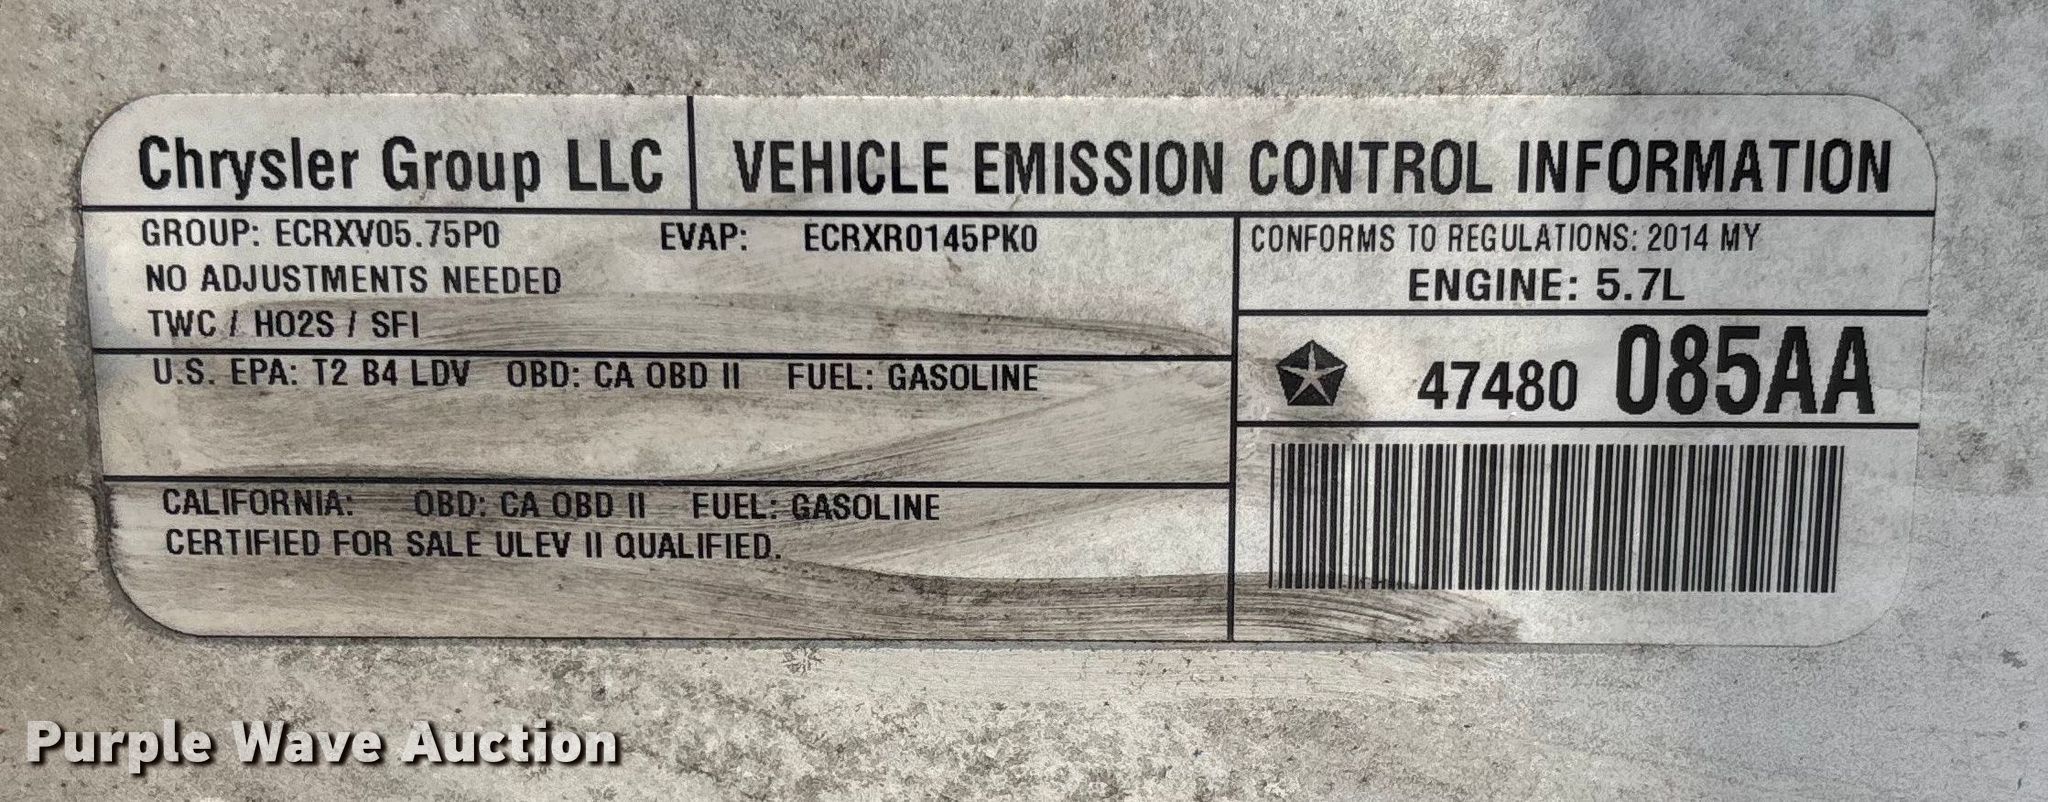 Chrysler Group LLC
VEHICLE EMISSION CONTROL INFORMATION
GROUP: ECRXV05.75P0 EVAP: ECRXR0145PK0
NO ADJUSTMENTS NEEDED
TWC / HO2S / SFI
U.S. EPA: T2 B4 LDV OBD: CA OBD II FUEL: GASOLINE
CALIFORNIA: OBD: CA OBD II FUEL: GASOLINE
CERTIFIED FOR SALE ULEV II QUALIFIED.
CONFORMS TO REGULATIONS: 2014 MY
ENGINE: 5.7L
47480 085AA
Purple Wave Auction